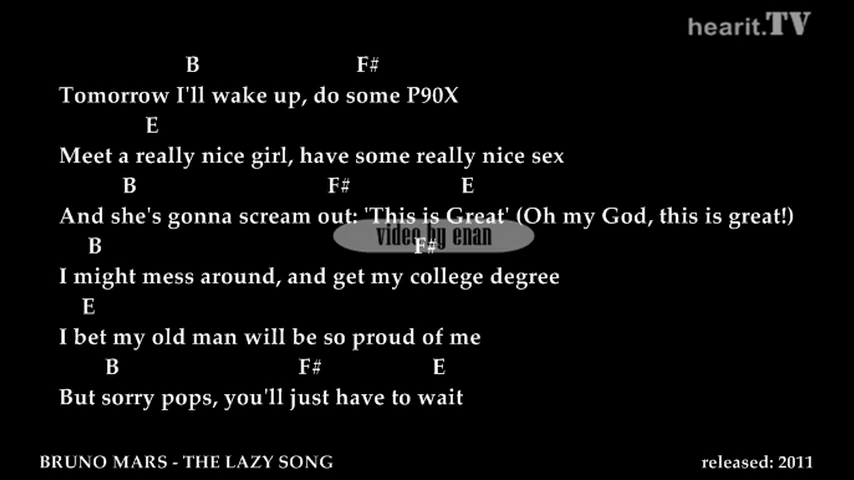 hearit.TV
B F#
Tomorrow I'll wake up, do some P90X
E
Meet a really nice girl, have some really nice sex
B F# E
And she's gonna scream out: 'This is Great' (Oh my God, this is great!)
video by enan
B F#
I might mess around, and get my college degree
E
I bet my old man will be so proud of me
B F# E
But sorry pops, you'll just have to wait
BRUNO MARS - THE LAZY SONG released: 2011